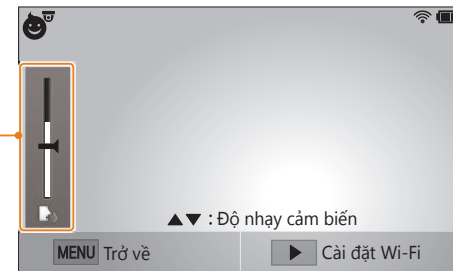 ▲▼ : Độ nhạy cảm biến
MENU Trở về
▶ Cài đặt Wi-Fi